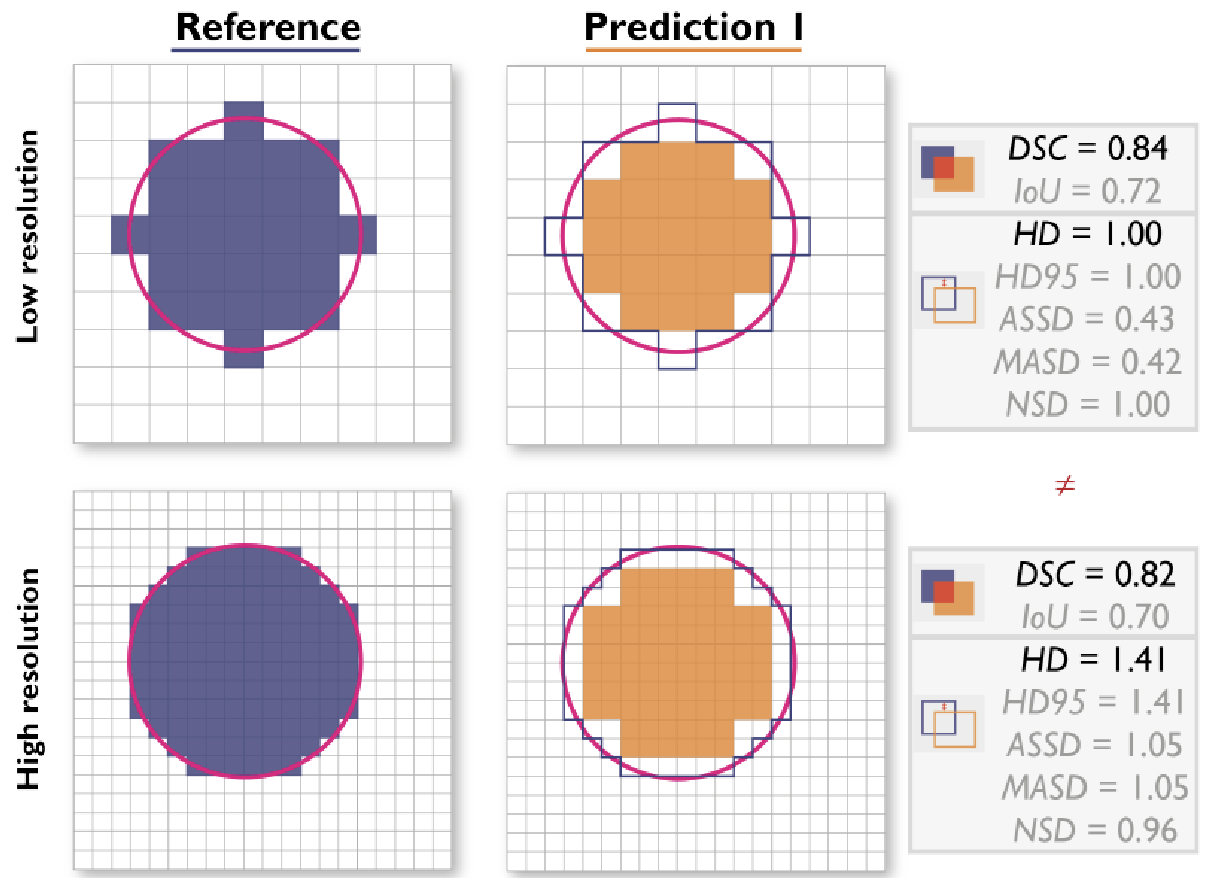 Reference
Prediction 1
Low resolution
DSC = 0.84
IoU = 0.72
HD = 1.00
HD95 = 1.00
ASSD = 0.43
MASD = 0.42
NSD = 1.00
≠
High resolution
DSC = 0.82
IoU = 0.70
HD = 1.41
HD95 = 1.41
ASSD = 1.05
MASD = 1.05
NSD = 0.96